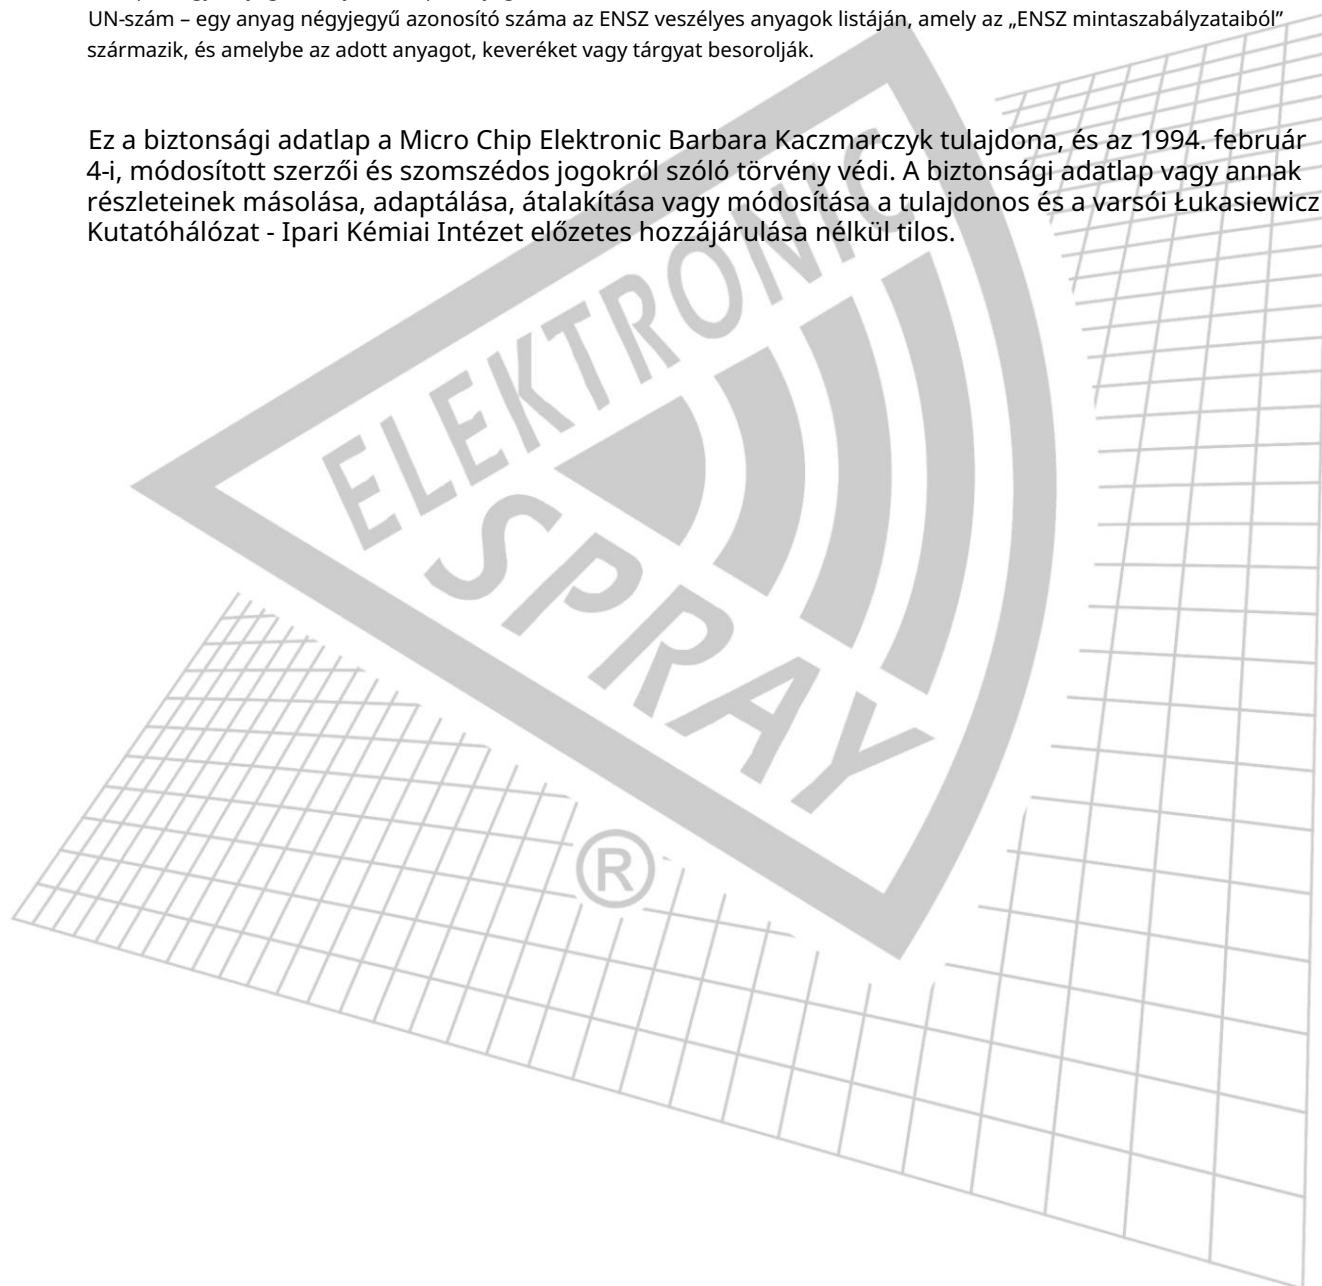 UN-szám – egy anyag négyjegyű azonosító száma az ENSZ veszélyes anyagok listáján, amely az „ENSZ mintaszabályzataiból”
származik, és amelybe az adott anyagot, keveréket vagy tárgyat besorolják.
Ez a biztonsági adatlap a Micro Chip Elektronic Barbara Kaczmarczyk tulajdona, és az 1994. február
4-i, módosított szerzői és szomszédos jogokról szóló törvény védi. A biztonsági adatlap vagy annak
részleteinek másolása, adaptálása, átalakítása vagy módosítása a tulajdonos és a varsói Łukasiewicz
Kutatóhálózat - Ipari Kémiai Intézet előzetes hozzájárulása nélkül tilos.
ELEKTRONIC
SPRAY
®